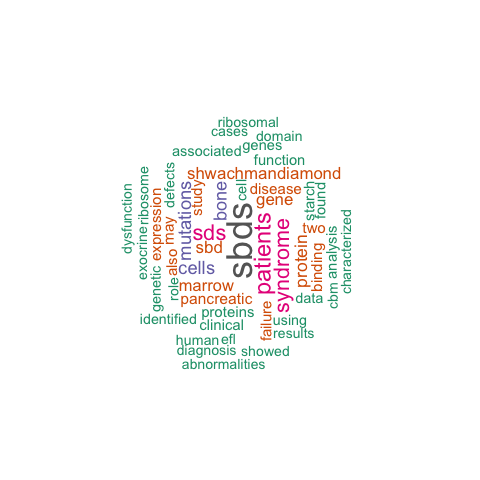 ribosomal
cases
domain
genes
associated
function
shwachmandiamond
defects
study
bone
cell
disease
gene
starch
found
dysfunction
exocrine
ribosome
genetic
expression
also may
role
mutations
sds
sbd
cells
sbds
patients
syndrome
two
protein
binding
cbm
analysis
characterized
marrow
pancreatic
data
proteins
identified
clinical
failure
using
results
human
efl
diagnosis
showed
abnormalities